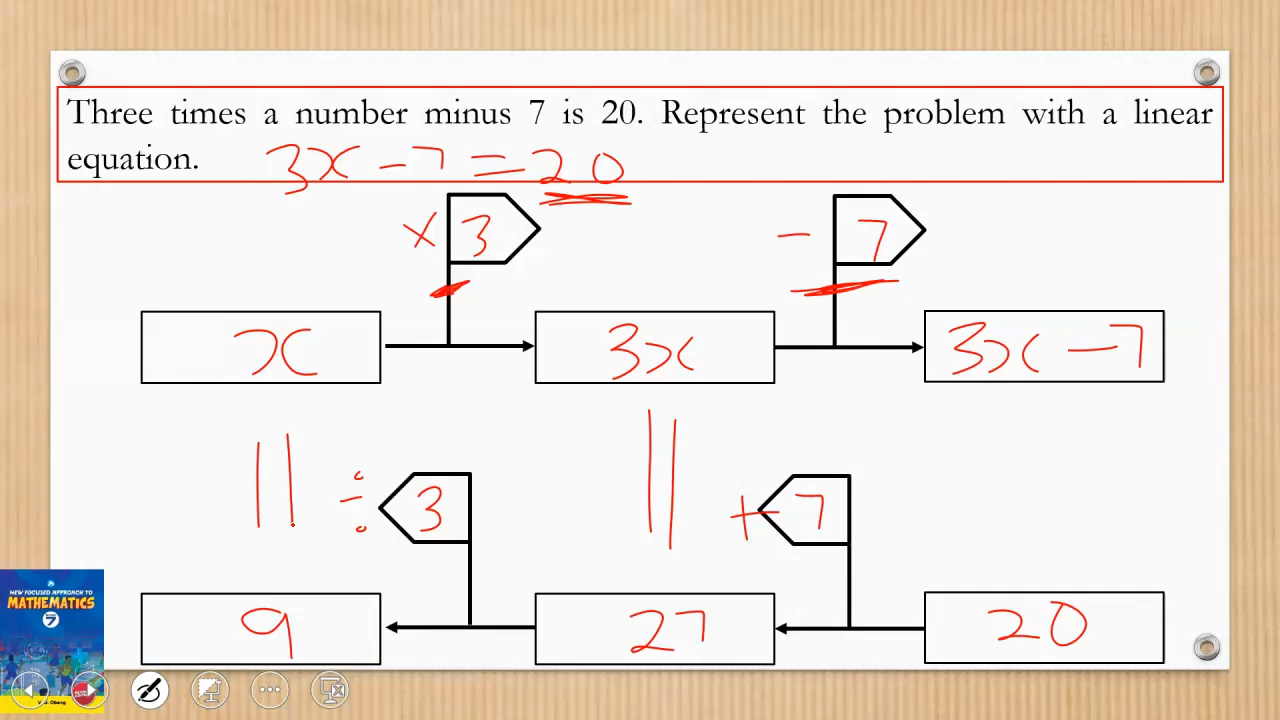 Three times a number minus 7 is 20. Represent the problem with a linear
equation. 3x - 7 = 20
× 3
- 7
x
3x
3x - 7
÷ 3
+ 7
9
27
20
NEW FOCUSED APPROACH TO
MATHEMATICS
7